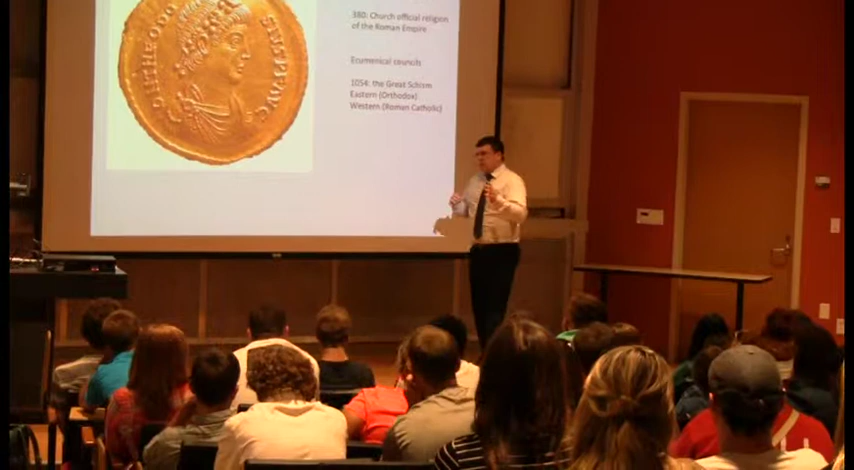 380: Church official religion
of the Roman Empire
Ecumenical councils
1054: the Great Schism
Eastern (Orthodox)
Western (Roman Catholic)